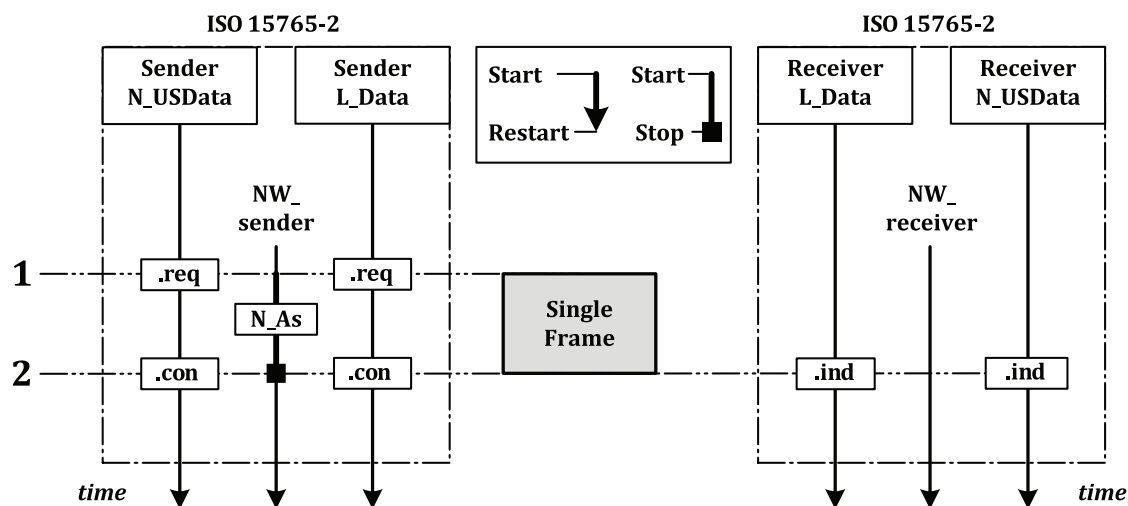 ISO 15765-2
ISO 15765-2
Sender
N_USData
Sender
L_Data
Start
Restart
Start
Stop
Receiver
L_Data
Receiver
N_USData
NW_
sender
NW_
receiver
1
.req
.req
N_As
Single
Frame
2
.con
.con
.ind
.ind
time
time